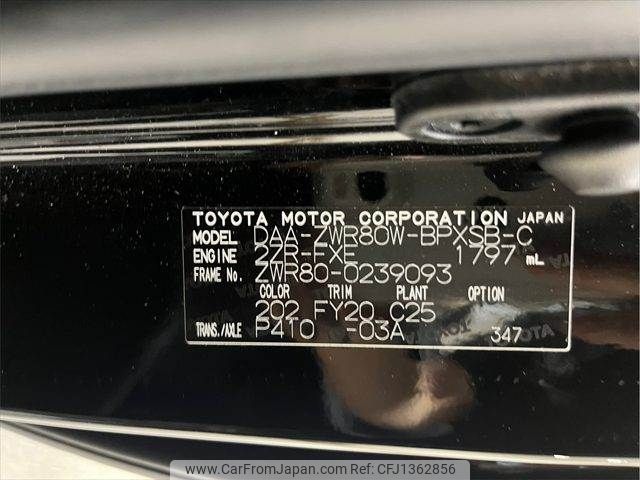 TOYOTA MOTOR CORPORATION JAPAN
MODEL DAA-ZWR80W-BPXSB-C
ENGINE 2ZR-FXE 1797 mL
FRAME No. ZWR80-0239093
COLOR TRIM PLANT OPTION
202 FY20 C25
TRANS./AXLE P410 -03A 347
www.CarFromJapan.com - CFJ1362856